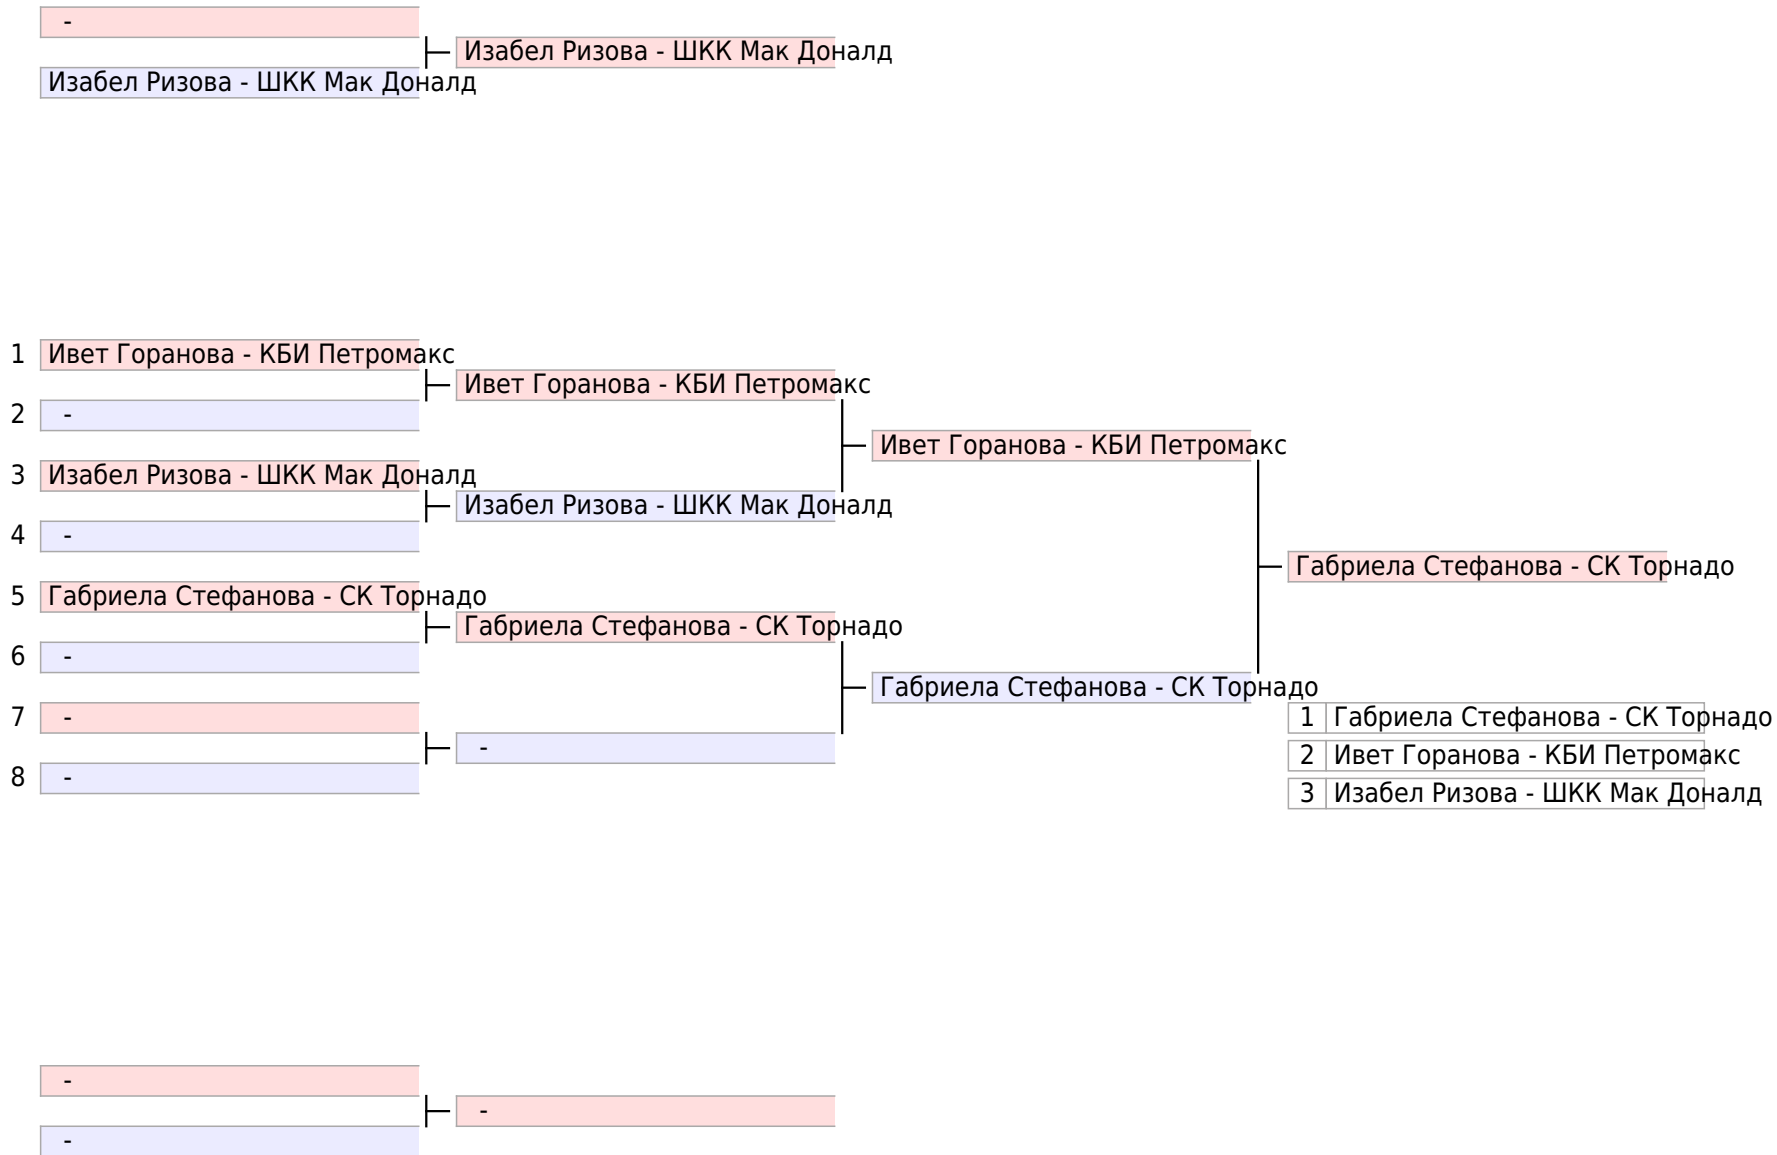 -
Изабел Ризова - ШКК Мак Доналд
Изабел Ризова - ШКК Мак Доналд
1 Ивет Горанова - КБИ Петромакс
Ивет Горанова - КБИ Петромакс
2 -
Ивет Горанова - КБИ Петромакс
3 Изабел Ризова - ШКК Мак Доналд
Изабел Ризова - ШКК Мак Доналд
4 -
Габриела Стефанова - СК Торнадо
5 Габриела Стефанова - СК Торнадо
Габриела Стефанова - СК Торнадо
6 -
Габриела Стефанова - СК Торнадо
7 -
1 Габриела Стефанова - СК Торнадо
-
2 Ивет Горанова - КБИ Петромакс
8 -
3 Изабел Ризова - ШКК Мак Доналд
-
-
-